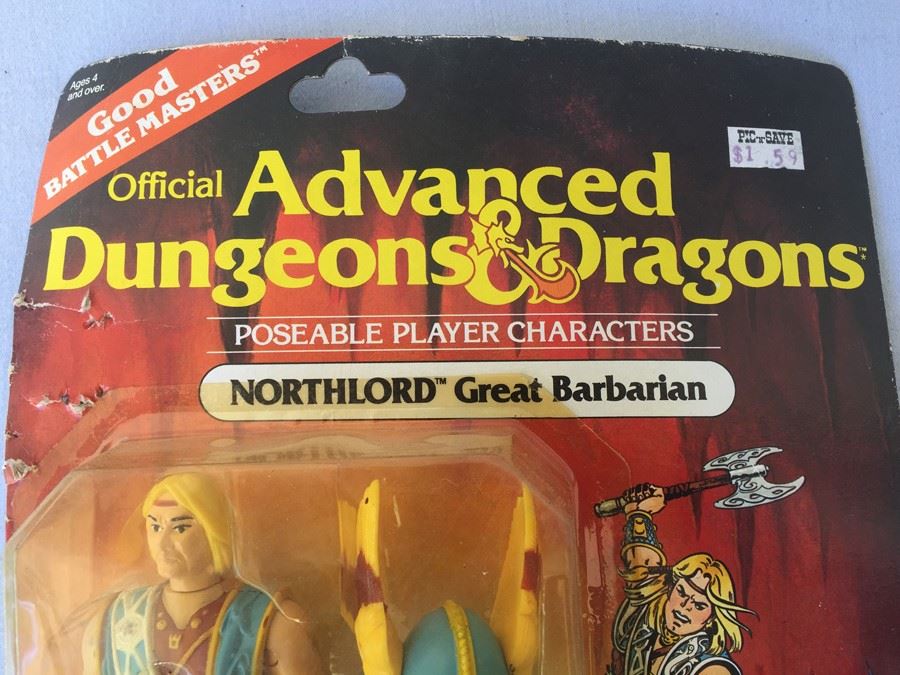 Ages 4
and over.
Good
BATTLE MASTERS™
PIC 'N' SAVE
$1.59
Official Advanced
Dungeons & Dragons™*
POSEABLE PLAYER CHARACTERS
NORTHLORD™ Great Barbarian